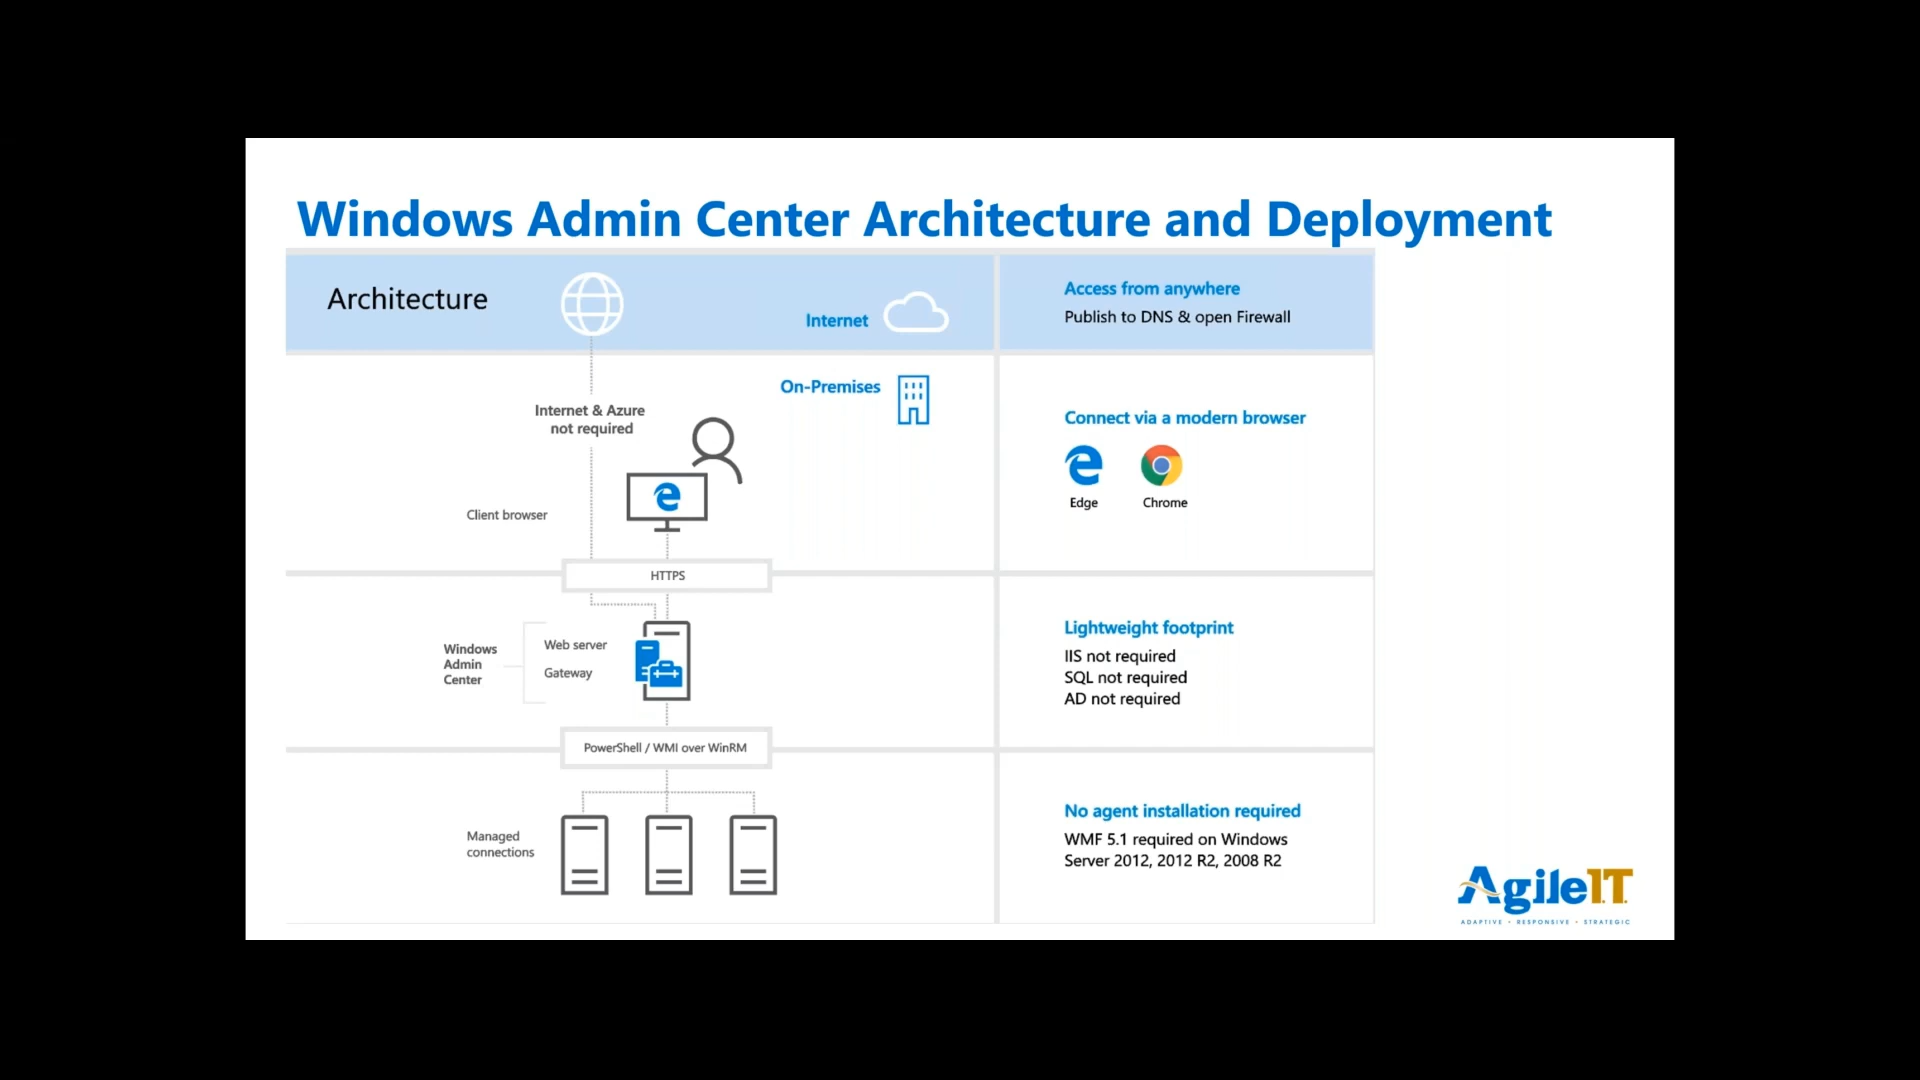 Windows Admin Center Architecture and Deployment
Architecture
Internet
Access from anywhere
Publish to DNS & open Firewall
On-Premises
Internet & Azure
not required
Client browser
Connect via a modern browser
Edge
Chrome
HTTPS
Windows
Admin
Center
Web server
Gateway
Lightweight footprint
IIS not required
SQL not required
AD not required
PowerShell / WMI over WinRM
Managed
connections
No agent installation required
WMF 5.1 required on Windows
Server 2012, 2012 R2, 2008 R2
AgileIT
ADAPTIVE • RESPONSIVE • STRATEGIC